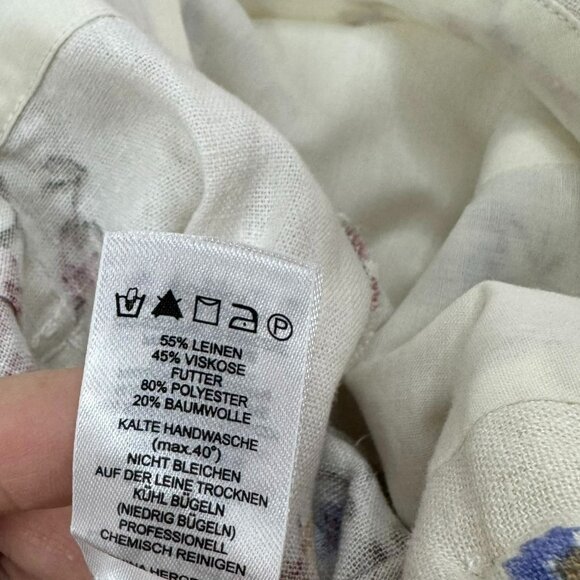 P
55% LEINEN
45% VISKOSE
FUTTER
80% POLYESTER
20% BAUMWOLLE
KALTE HANDWASCHE
(max.40°)
NICHT BLEICHEN
AUF DER LEINE TROCKNEN
KÜHL BÜGELN
(NIEDRIG BÜGELN)
PROFESSIONELL
CHEMISCH REINIGEN